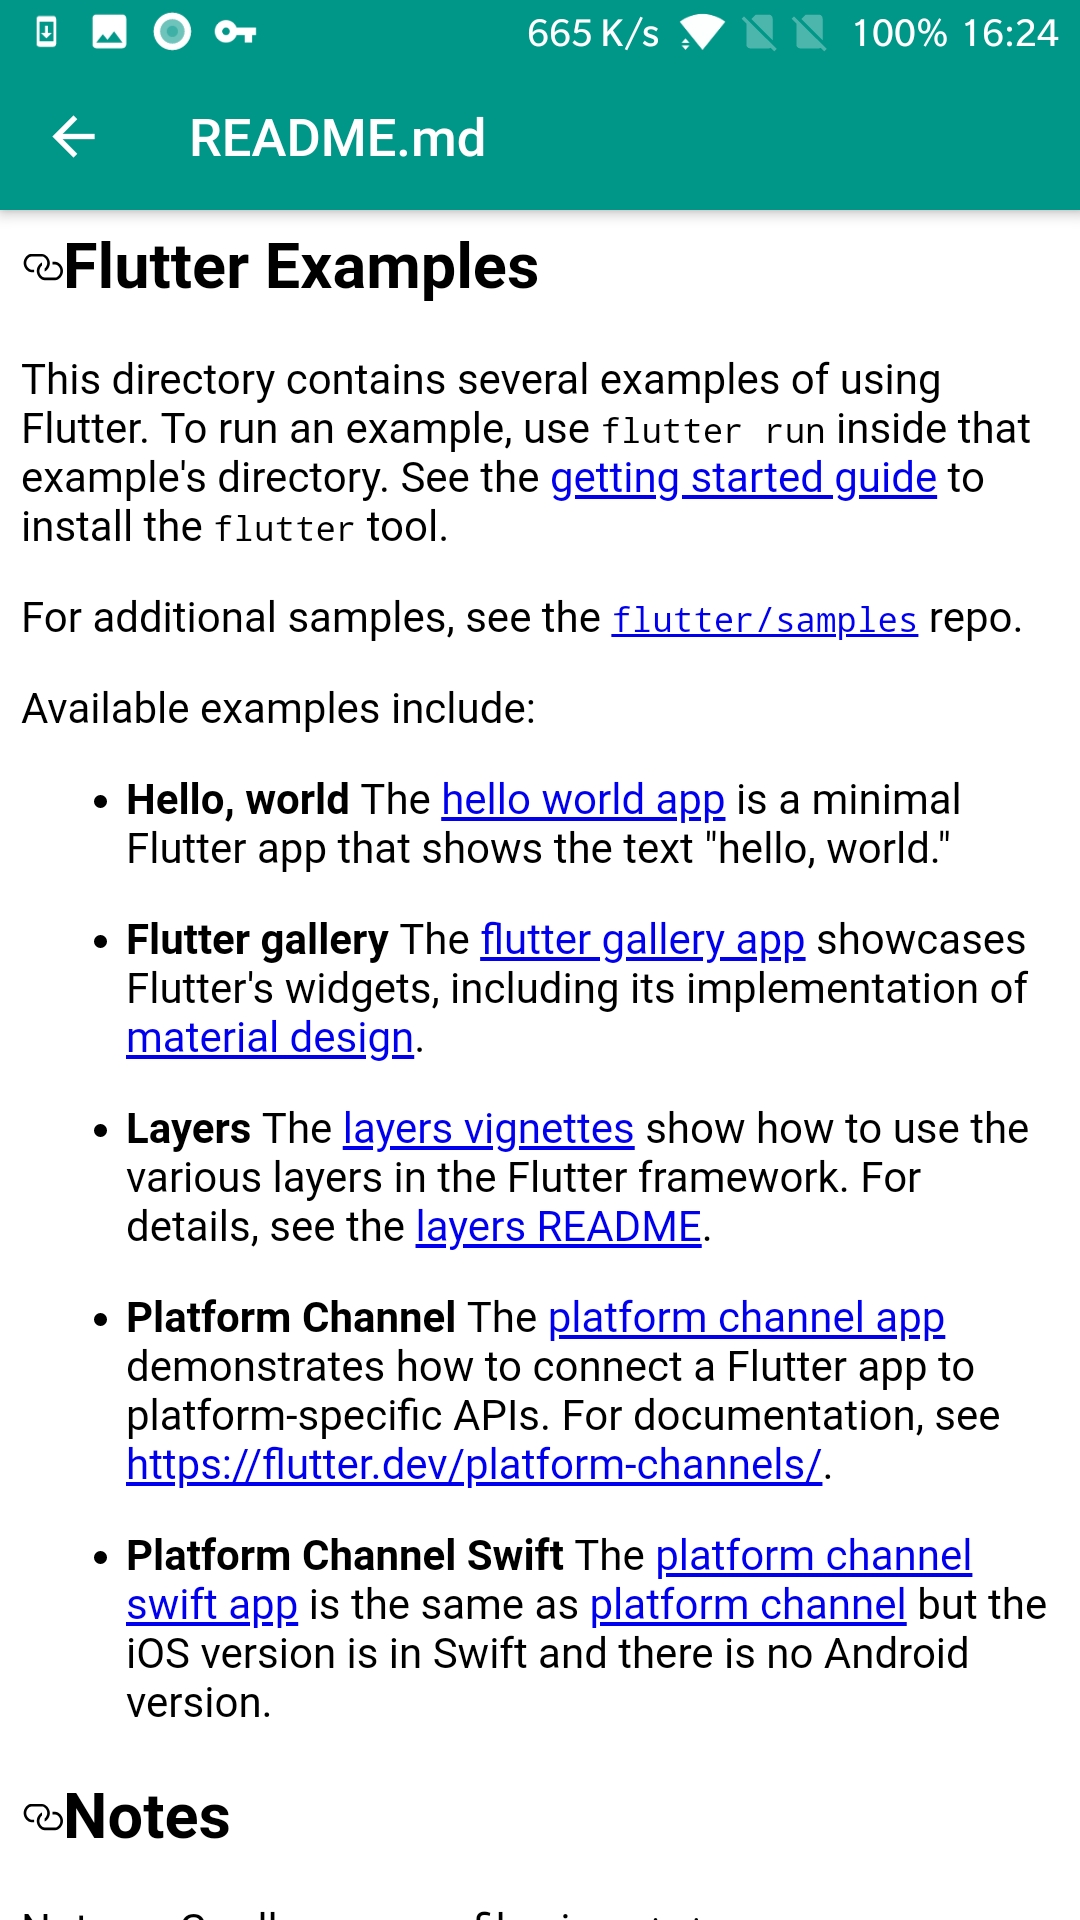 665 K/s 100% 16:24
README.md
Flutter Examples
This directory contains several examples of using
Flutter. To run an example, use flutter run inside that
example's directory. See the getting started guide to
install the flutter tool.
For additional samples, see the flutter/samples repo.
Available examples include:
• Hello, world The hello world app is a minimal
Flutter app that shows the text "hello, world."
• Flutter gallery The flutter gallery app showcases
Flutter's widgets, including its implementation of
material design.
• Layers The layers vignettes show how to use the
various layers in the Flutter framework. For
details, see the layers README.
• Platform Channel The platform channel app
demonstrates how to connect a Flutter app to
platform-specific APIs. For documentation, see
https://flutter.dev/platform-channels/.
• Platform Channel Swift The platform channel
swift app is the same as platform channel but the
iOS version is in Swift and there is no Android
version.
Notes